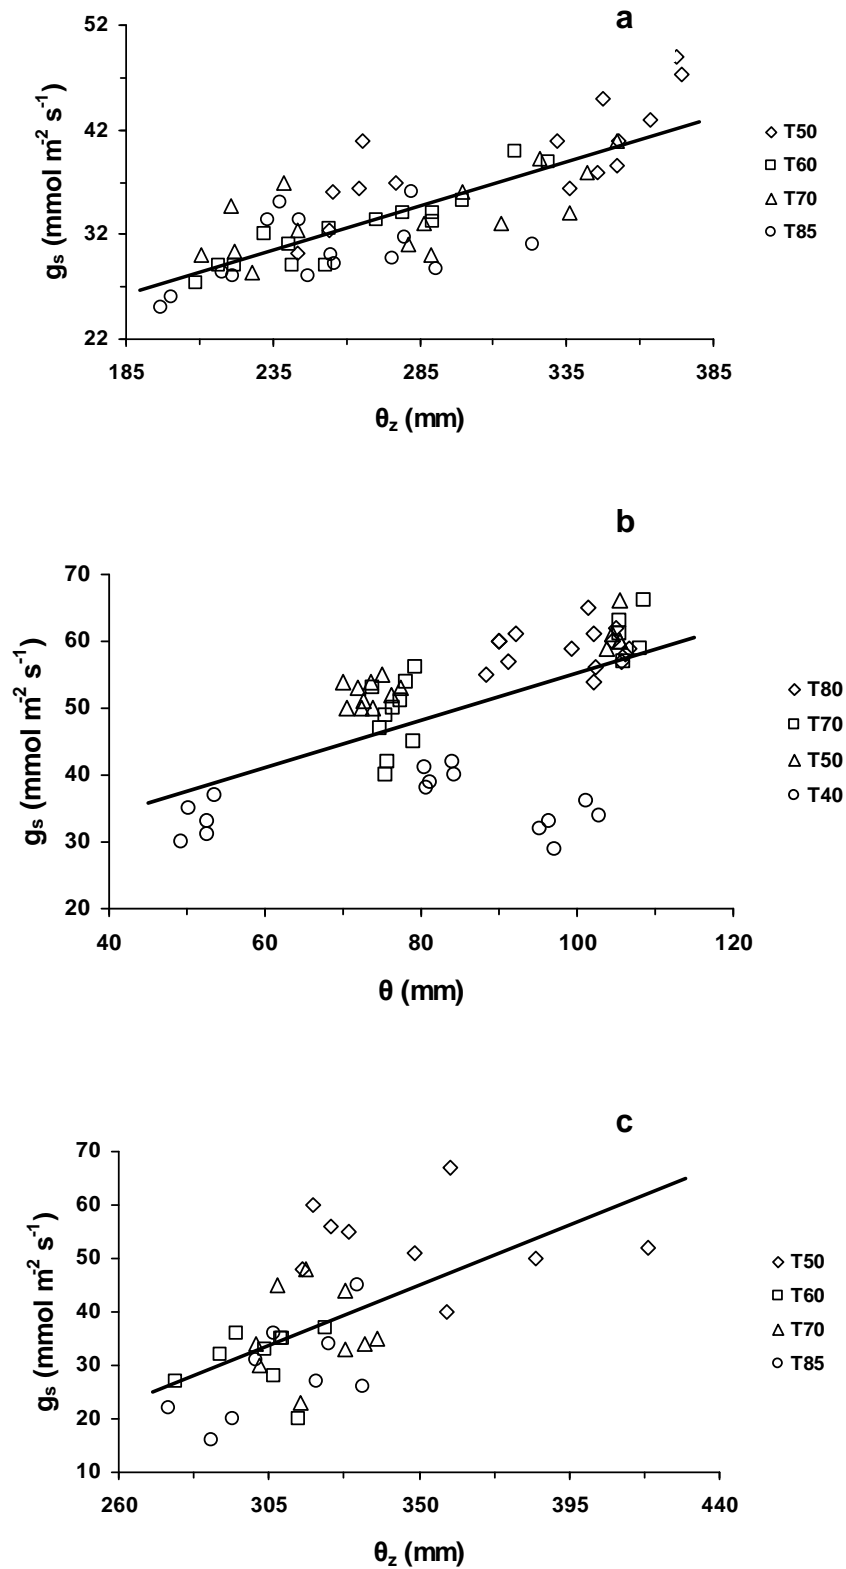 a
52
42
32
22
gs (mmol m-2 s-1)
185 235 285 335 385
θz (mm)
T50
T60
T70
T85
b
70
60
50
40
30
20
gs (mmol m-2 s-1)
40 60 80 100 120
θ (mm)
T80
T70
T50
T40
c
70
60
50
40
30
20
10
gs (mmol m-2 s-1)
260 305 350 395 440
θz (mm)
T50
T60
T70
T85